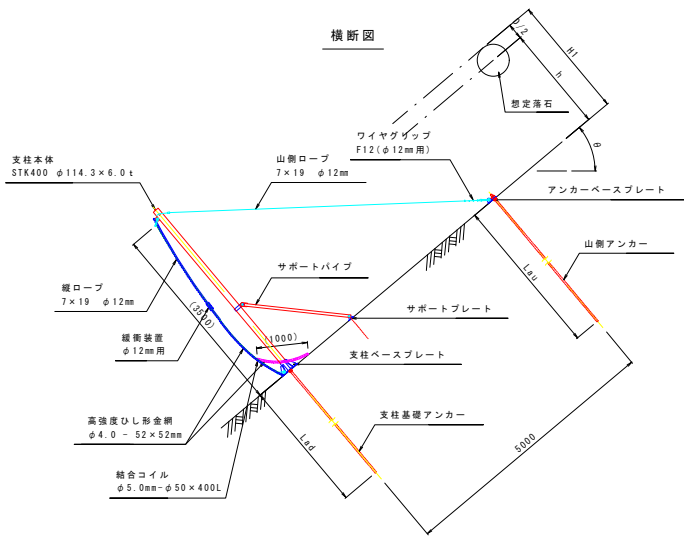 横断図
D/2
H1
h
想定落石
θ
ワイヤグリップ
F12(φ12mm用)
山側ロープ
7×19 φ12mm
支柱本体
STK400 φ114.3×6.0t
アンカーベースプレート
山側アンカー
Lau
サポートパイプ
縦ロープ
7×19 φ12mm
(3500)
サポートプレート
緩衝装置
φ12mm用
(1000)
支柱ベースプレート
高強度ひし形金網
φ4.0 - 52×52mm
支柱基礎アンカー
Lad
5000
結合コイル
φ5.0mm-φ50×400L